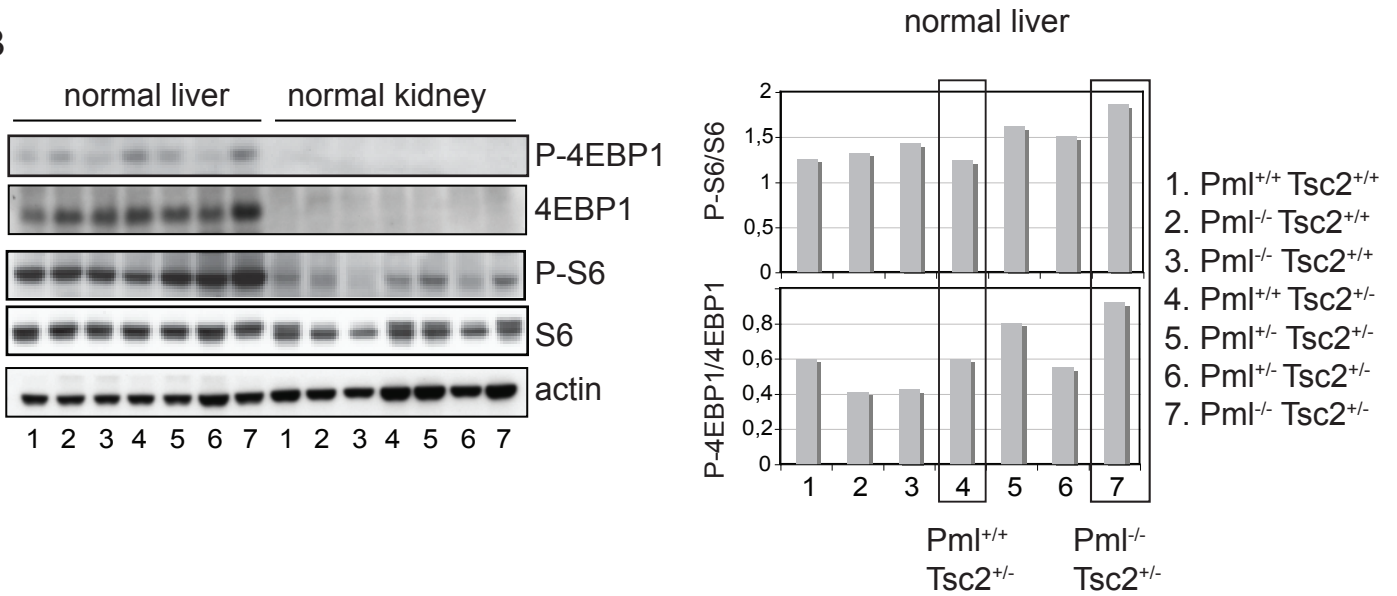 B
normal liver normal kidney
P-4EBP1
4EBP1
P-S6
S6
actin
1 2 3 4 5 6 7 1 2 3 4 5 6 7
normal liver
P-S6/S6
2
1,5
1
0,5
0
P-4EBP1/4EBP1
0,8
0,6
0,4
0,2
0
1 2 3 4 5 6 7
Pml+/+ Pml-/-
Tsc2+/- Tsc2+/-
1. Pml+/+ Tsc2+/+
2. Pml-/- Tsc2+/+
3. Pml-/- Tsc2+/+
4. Pml+/+ Tsc2+/-
5. Pml+/- Tsc2+/-
6. Pml+/- Tsc2+/-
7. Pml-/- Tsc2+/-